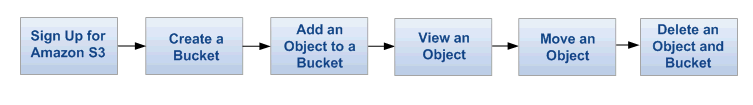 Sign Up for
Amazon S3
Create a
Bucket
Add an
Object to a
Bucket
View an
Object
Move an
Object
Delete an
Object and
Bucket